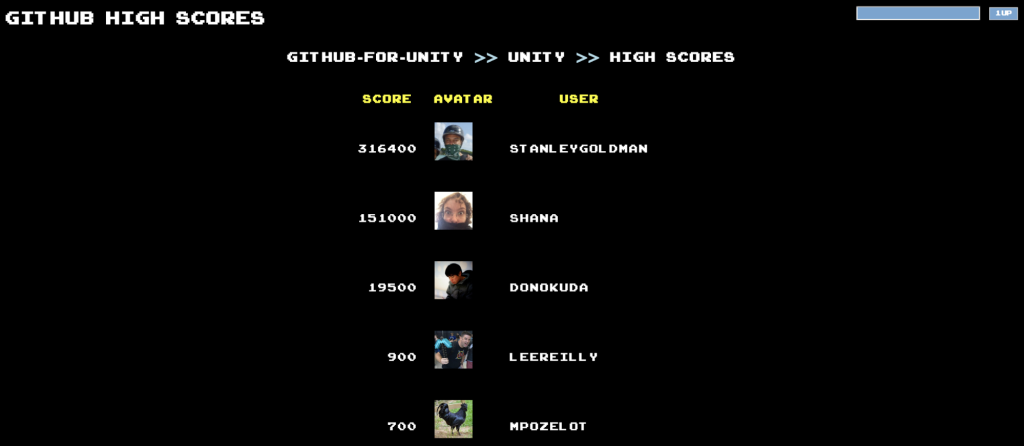 GITHUB HIGH SCORES
1UP
GITHUB-FOR-UNITY >> UNITY >> HIGH SCORES
SCORE AVATAR USER
316400 STANLEYGOLDMAN
151000 SHANA
19500 DONOKUDA
900 LEEREILLY
700 MPOZELOT